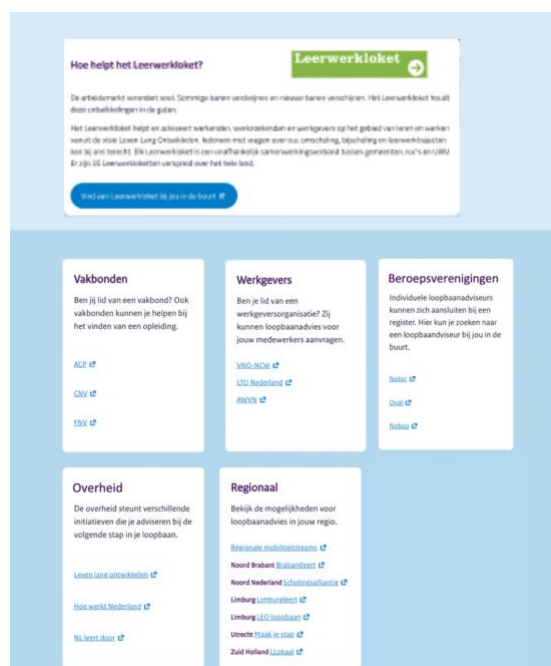 Hoe helpt het Leerwerkloket?
Leerwerkloket
De arbeidsmarkt verandert snel. Sommige banen verdwijnen en nieuwe banen verschijnen. Het Leerwerkloket houdt
deze ontwikkelingen in de gaten.
Het Leerwerkloket helpt en adviseert werkenden, werkzoekenden en werkgevers op het gebied van leren en werken
vanuit de visie Leven Lang Ontwikkelen. Iedereen met vragen over o.a. omscholing, bijscholing en leerwerktrajecten
kan bij ons terecht. Elk Leerwerkloket is een onafhankelijk samenwerkingsverband tussen gemeenten, roc's en UWV.
Er zijn 35 Leerwerkloketten verspreid over het hele land.
Vind een Leerwerkloket bij jou in de buurt
Vakbonden
Ben jij lid van een vakbond? Ook
vakbonden kunnen je helpen bij
het vinden van een opleiding.
ACP
CNV
FNV
Werkgevers
Ben je lid van een
werkgeversorganisatie? Zij
kunnen loopbaanadvies voor
jouw medewerkers aanvragen.
VNO-NCW
LTO Nederland
AWVN
Beroepsverenigingen
Individuele loopbaanadviseurs
kunnen zich aansluiten bij een
register. Hier kun je zoeken naar
een loopbaandviseur bij jou in de
buurt.
Noloc
Oval
Nobco
Overheid
De overheid steunt verschillende
initiatieven die je adviseren bij de
volgende stap in je loopbaan.
Leven lang ontwikkelen
Hoe werkt Nederland
NL leert door
Regionaal
Bekijk de mogelijkheden voor
loopbaanadvies in jouw regio.
Regionale mobiliteitsteams
Noord Brabant Brabandleert
Noord Nederland Scholingsalliantie
Limburg Limburgleert
Limburg LEO loopbaan
Utrecht Maak je stap
Zuid Holland LLokaal